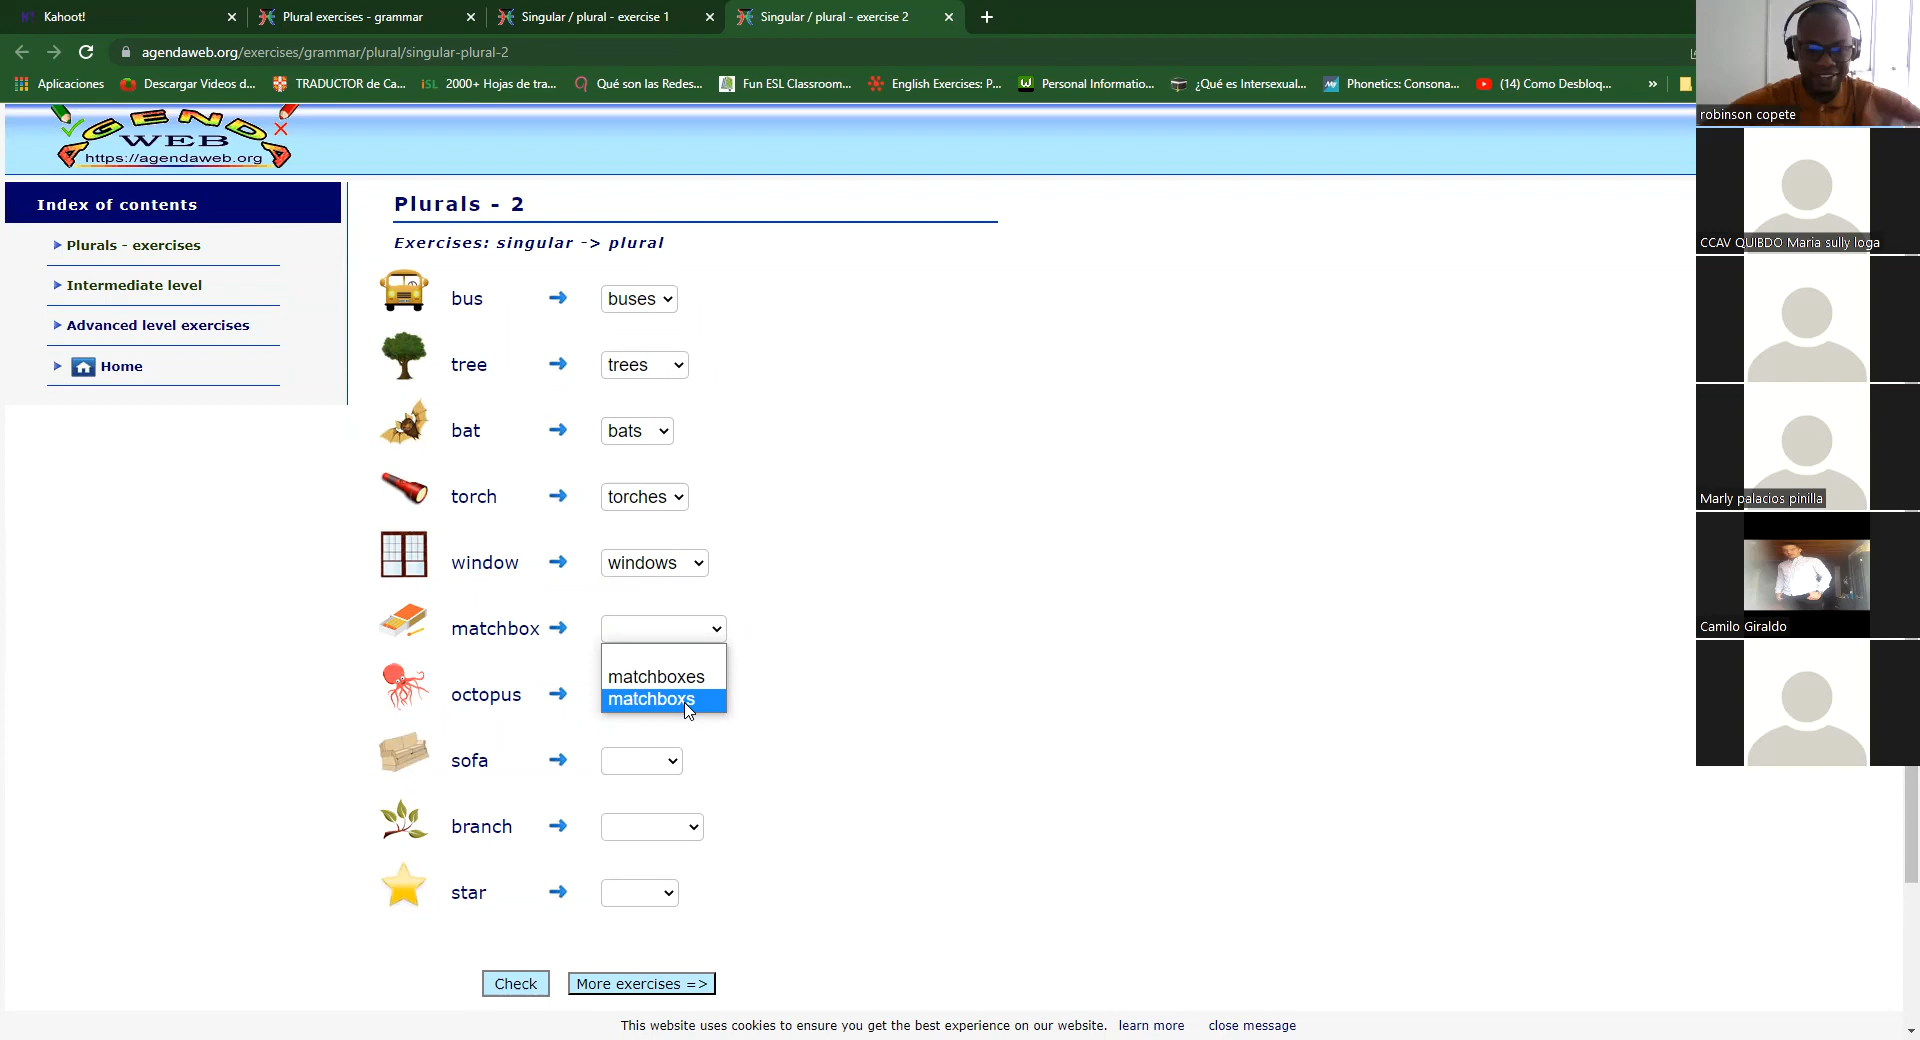 Kahoot!
Plural exercises - grammar
Singular / plural - exercise 1
Singular / plural - exercise 2
agendaweb.org/exercises/grammar/plural/singular-plural-2
Aplicaciones
Descargar Videos d...
TRADUCTOR de Ca...
iSL 2000+ Hojas de tra...
Qué son las Redes...
Fun ESL Classroom...
English Exercises: P...
Personal Informatio...
¿Qué es Intersexual...
Phonetics: Consona...
(14) Como Desbloq...
»
AGENDA
WEB
https://agendaweb.org
Index of contents
Plurals - exercises
Intermediate level
Advanced level exercises
Home
Plurals - 2
Exercises: singular -> plural
bus buses
tree trees
bat bats
torch torches
window windows
matchbox
matchboxes
octopus matchboxs
sofa
branch
star
Check More exercises =>
This website uses cookies to ensure you get the best experience on our website. learn more close message
robinson copete
CCAV QUIBDO Maria sully loga
Marly palacios pinilla
Camilo Giraldo